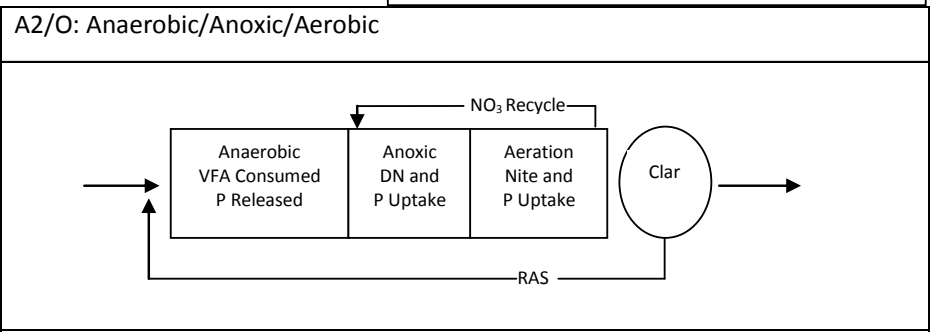 A2/O: Anaerobic/Anoxic/Aerobic
NO₃ Recycle
Anaerobic
VFA Consumed
P Released
Anoxic
DN and
P Uptake
Aeration
Nite and
P Uptake
Clar
RAS